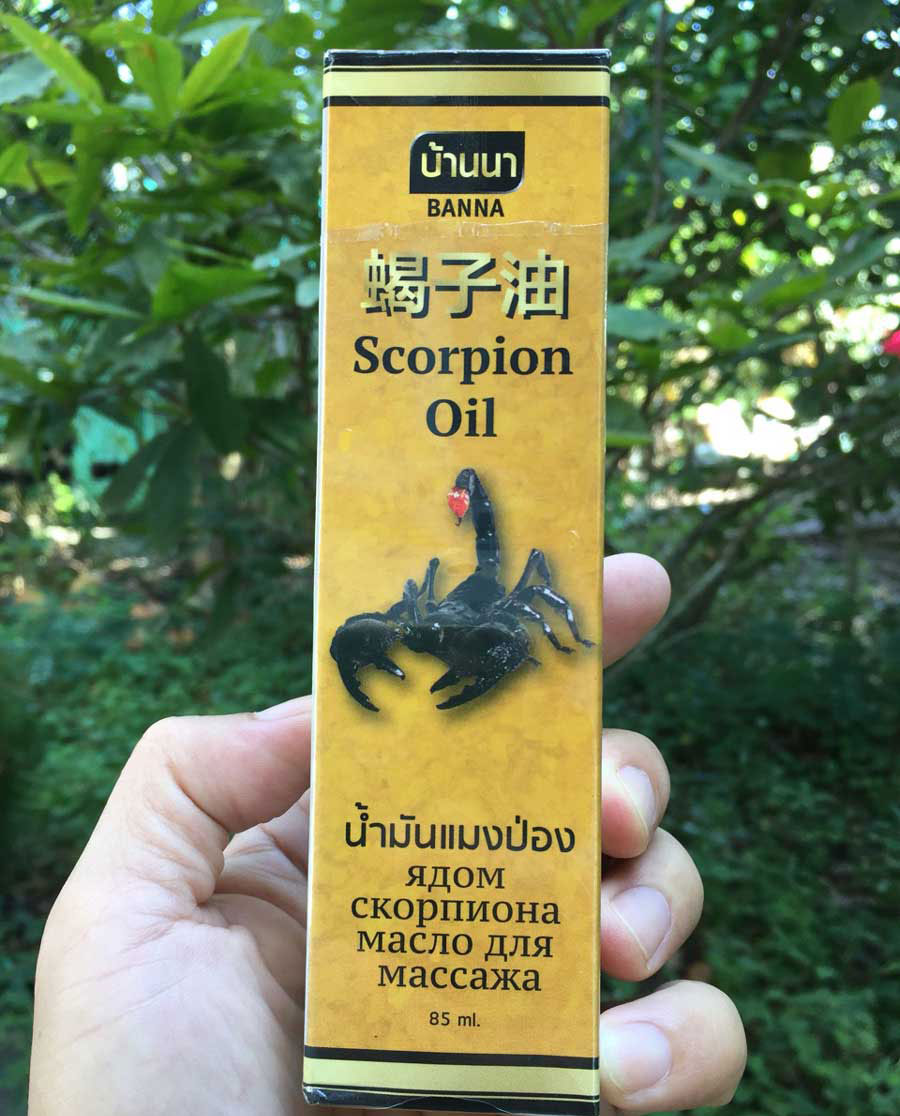 บ้านนา
BANNA
蝎子油
Scorpion
Oil
น้ำมันแมงป่อง
ядом
скорпиона
масло для
массажа
85 ml.